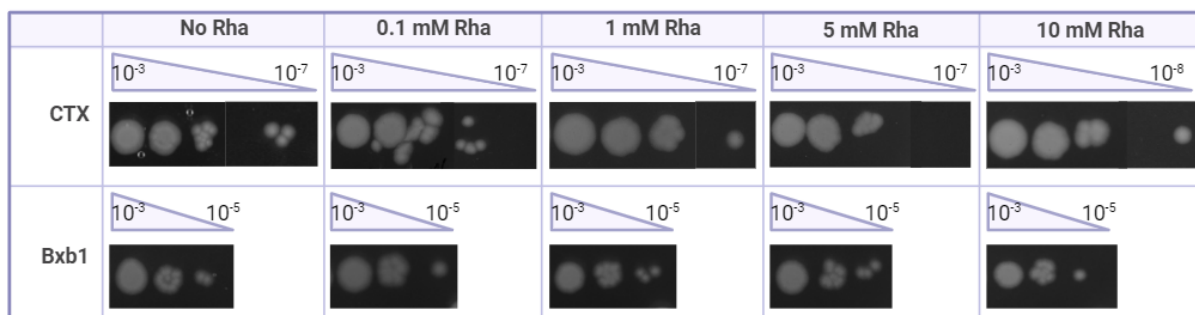 No Rha 0.1 mM Rha 1 mM Rha 5 mM Rha 10 mM Rha
CTX
10⁻³ 10⁻⁷ 10⁻³ 10⁻⁷ 10⁻³ 10⁻⁷ 10⁻³ 10⁻⁷ 10⁻³ 10⁻⁸
Bxb1
10⁻³ 10⁻⁵ 10⁻³ 10⁻⁵ 10⁻³ 10⁻⁵ 10⁻³ 10⁻⁵ 10⁻³ 10⁻⁵